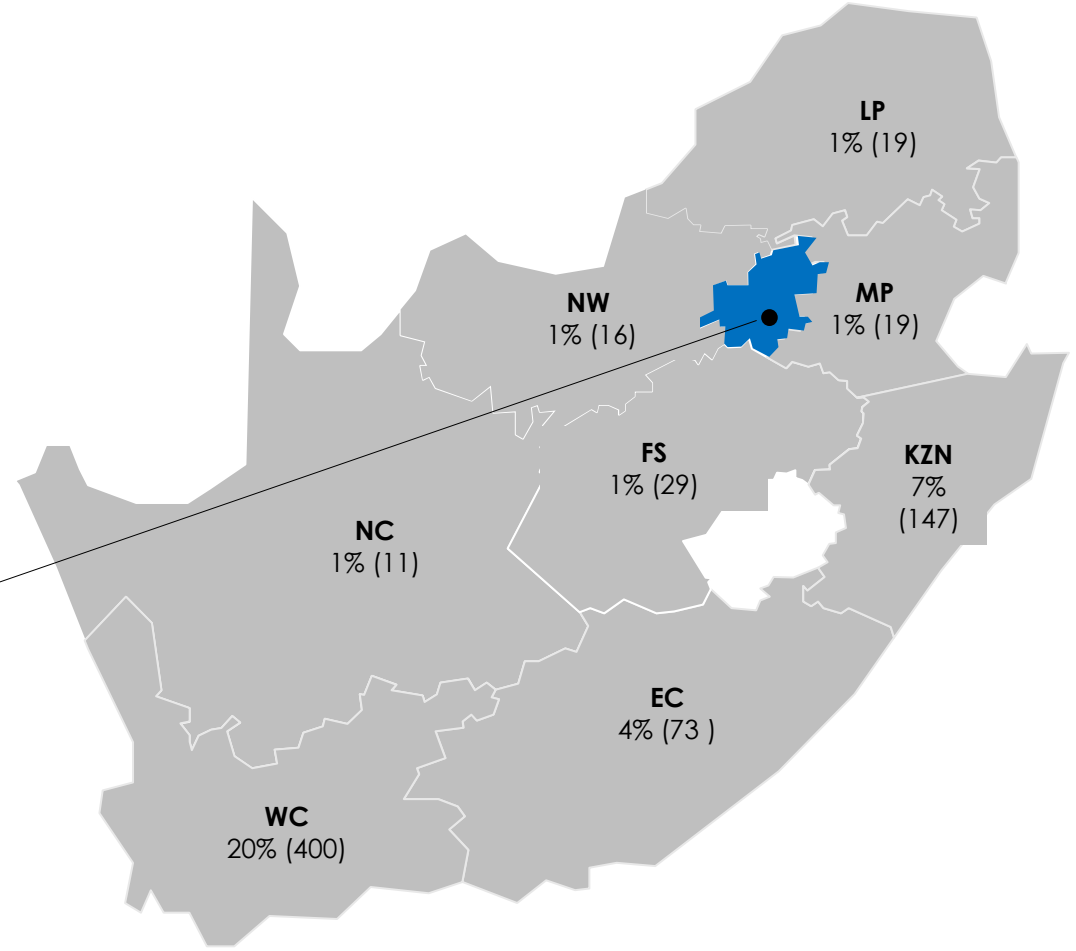 LP
1% (19)
NW
1% (16)
MP
1% (19)
FS
1% (29)
KZN
7%
(147)
NC
1% (11)
EC
4% (73 )
WC
20% (400)